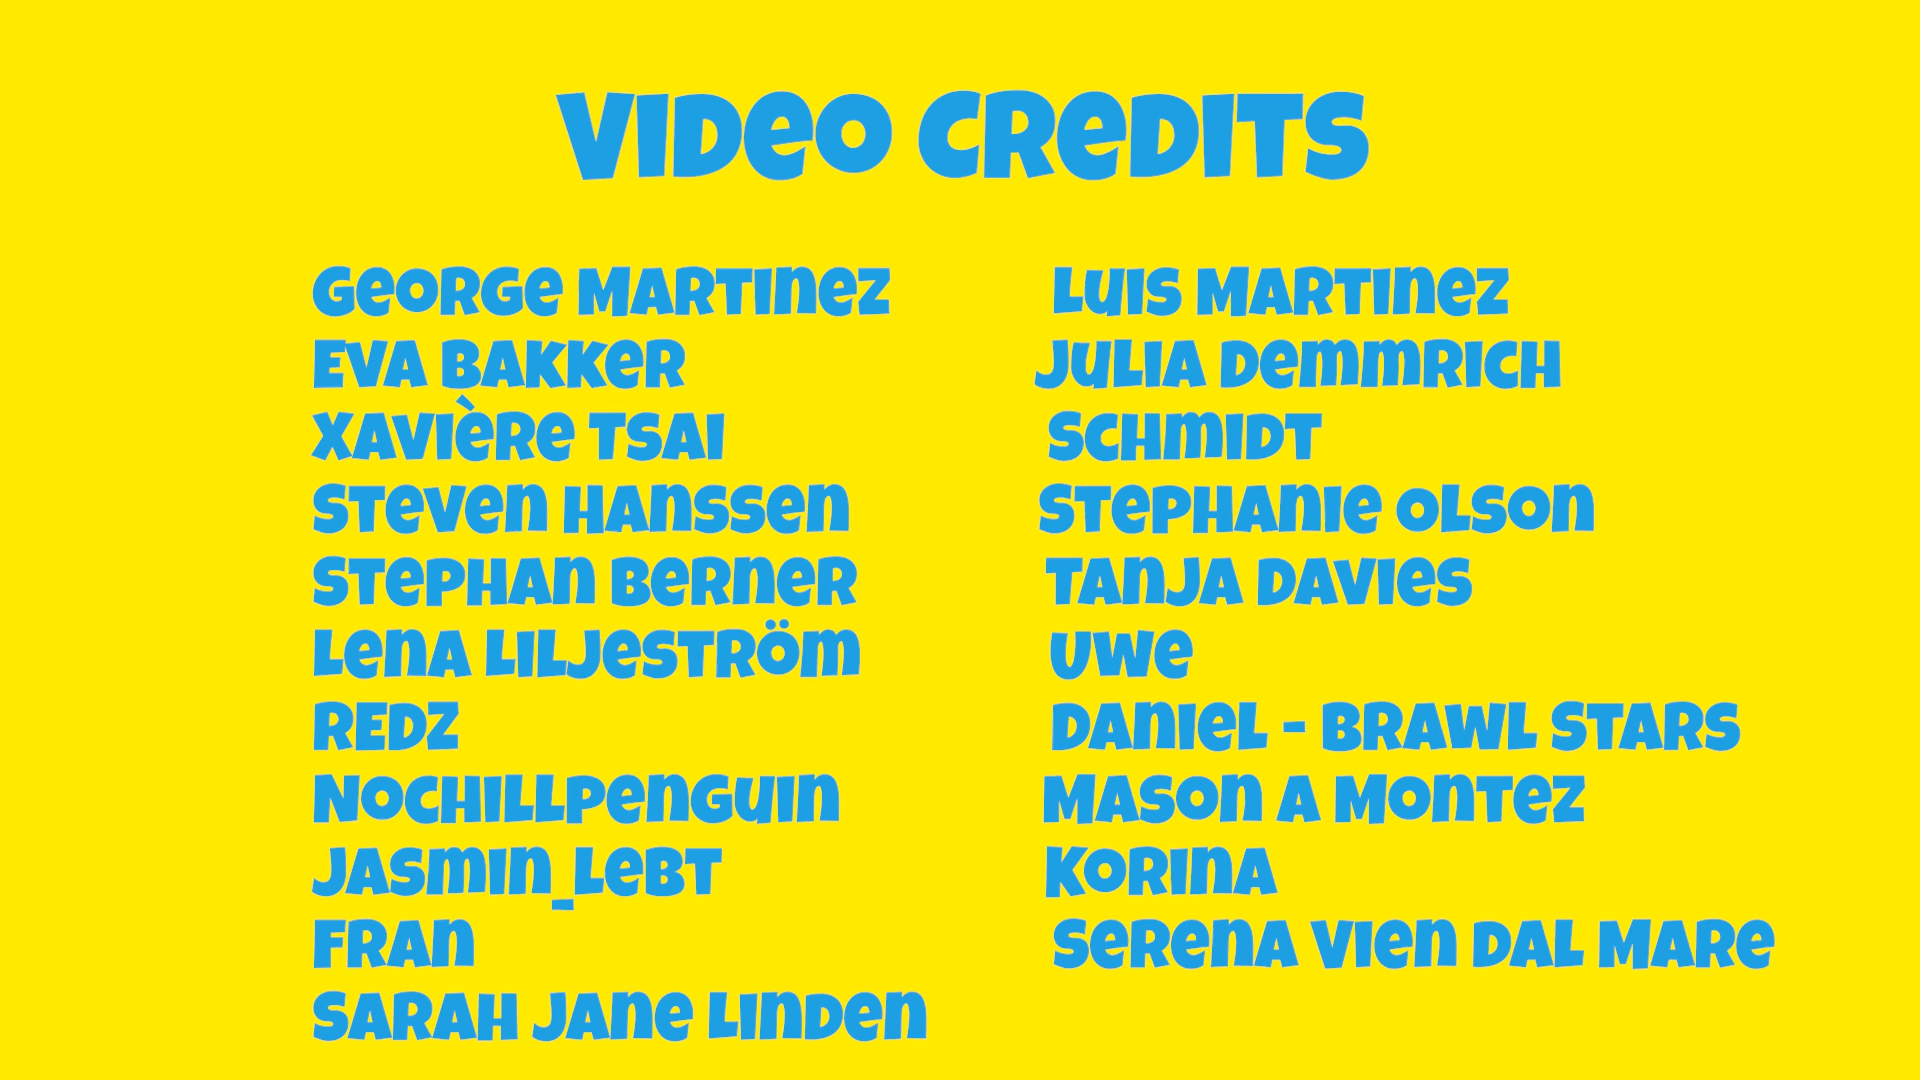 Video Credits
George Martinez
Eva Bakker
Xavière Tsai
Steven Hanssen
Stephan Berner
Lena Liljeström
REDZ
NochillPenguin
Jasmin_lebt
Fran
Sarah Jane Linden
Luis Martinez
Julia Demmrich
Schmidt
Stephanie Olson
Tanja Davies
Uwe
Daniel - Brawl Stars
Mason A Montez
Korina
Serena Vien Dal Mare